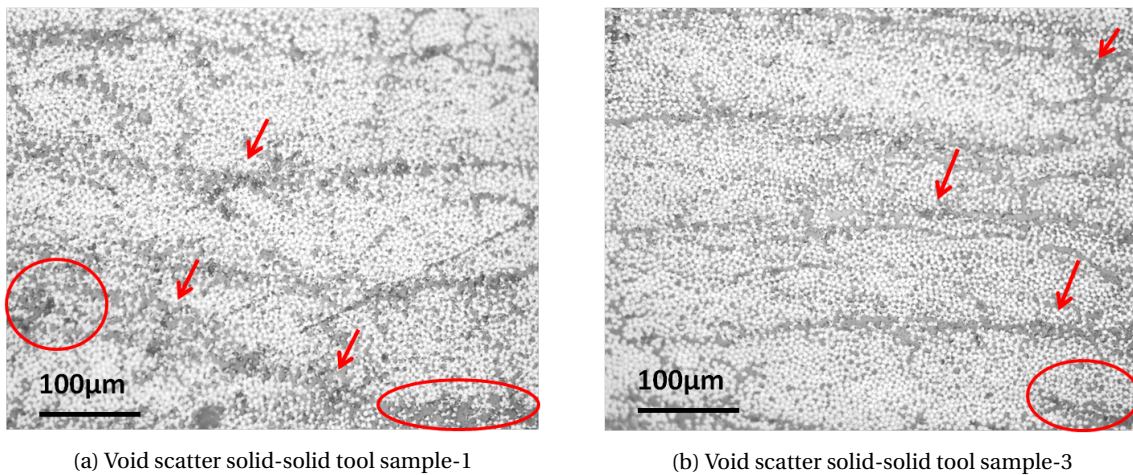 100μm
100μm
(a) Void scatter solid-solid tool sample-1
(b) Void scatter solid-solid tool sample-3